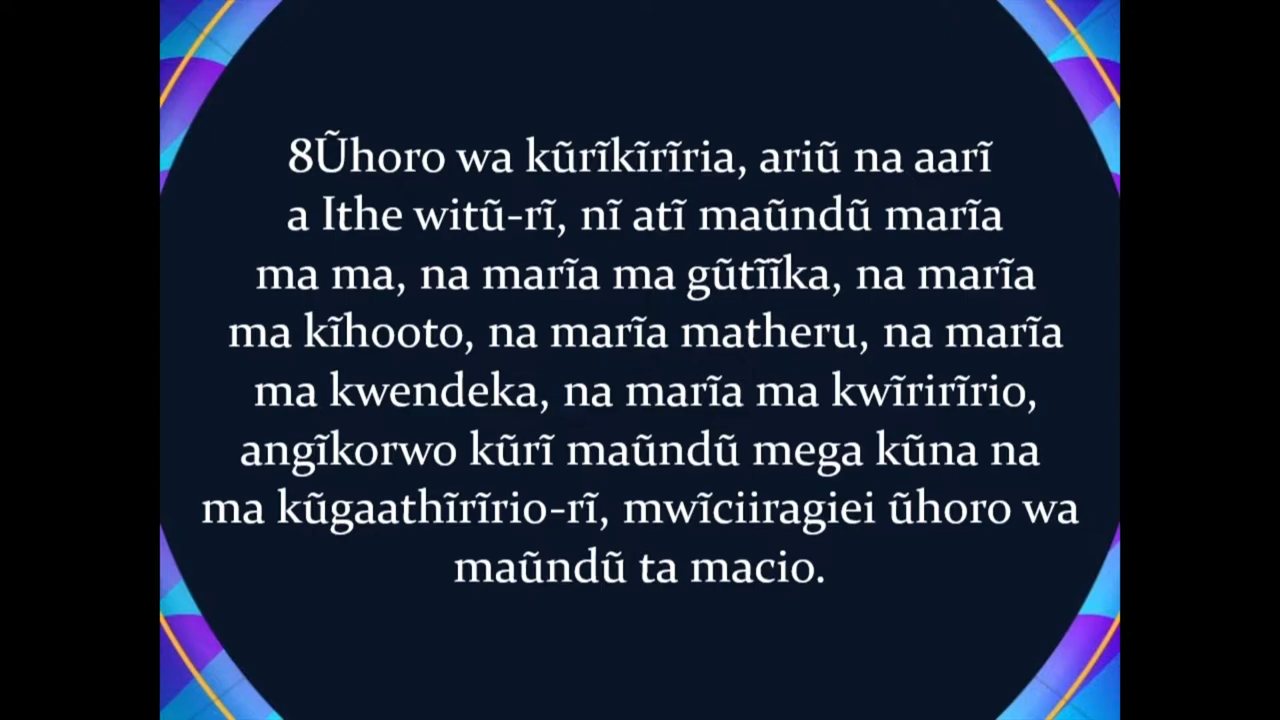 8Ũhoro wa kũrĩkĩrĩria, ariũ na aarĩ
a Ithe witũ-rĩ, nĩ atĩ maũndũ marĩa
ma ma, na marĩa ma gũtĩĩka, na marĩa
ma kĩhooto, na marĩa matheru, na marĩa
ma kwendeka, na marĩa ma kwĩrirĩrio,
angĩkorwo kũrĩ maũndũ mega kũna na
ma kũgaathĩrĩrio-rĩ, mwĩciiragiei ũhoro wa
maũndũ ta macio.